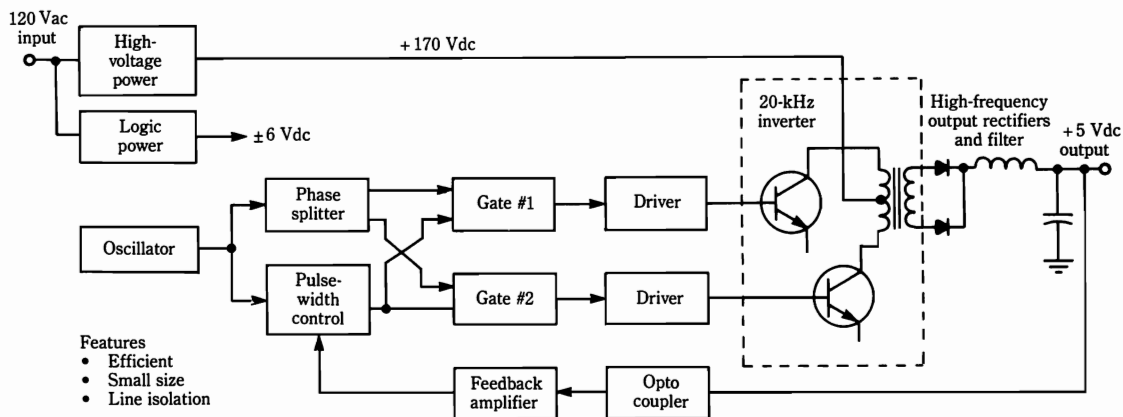 120 Vac
input
High-
voltage
power
+170 Vdc
Logic
power
±6 Vdc
20-kHz
inverter
High-frequency
output rectifiers
and filter
+5 Vdc
output
Phase
splitter
Gate #1
Driver
Oscillator
Pulse-
width
control
Gate #2
Driver
Features
• Efficient
• Small size
• Line isolation
Feedback
amplifier
Opto
coupler